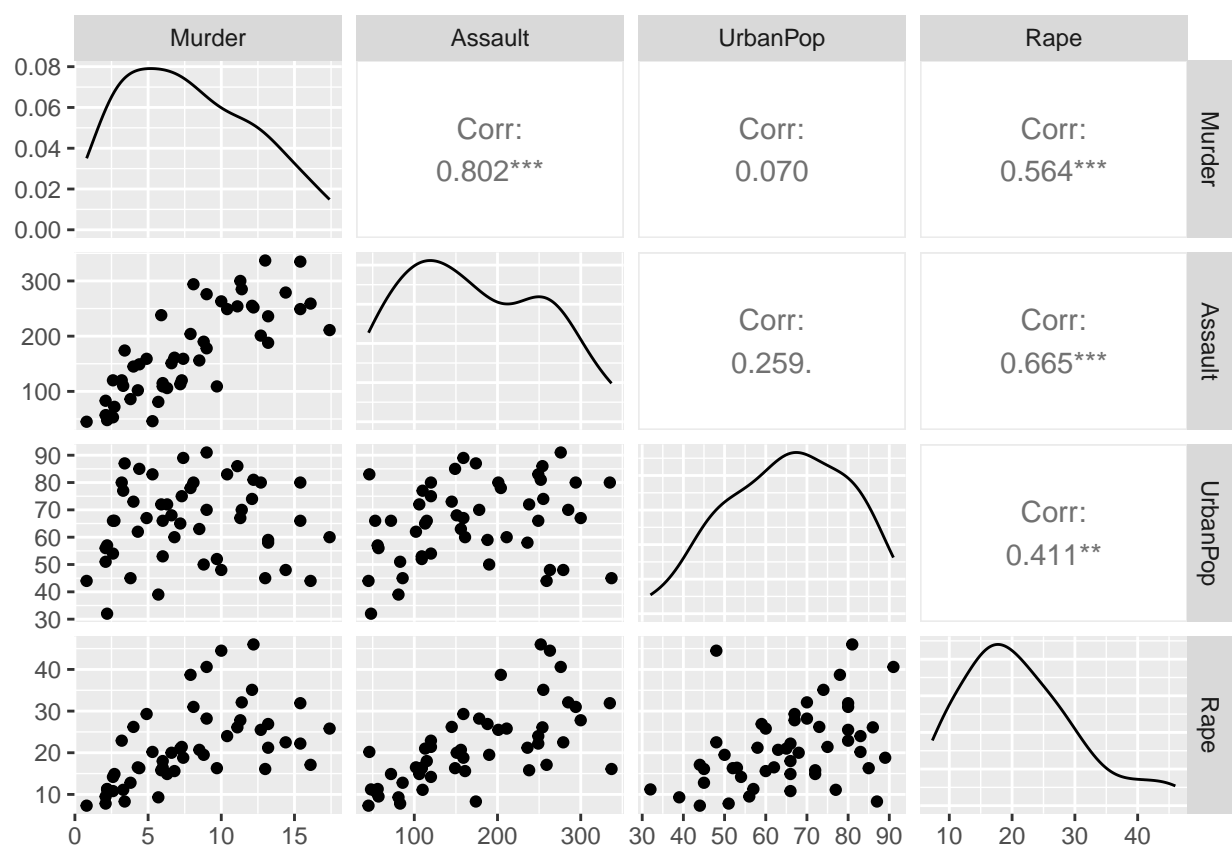 Murder Assault UrbanPop Rape
0.08
0.06
0.04
0.02
0.00
Corr:
0.802***
Corr:
0.070
Corr:
0.564***
Murder
300
200
100
Corr:
0.259.
Corr:
0.665***
Assault
90
80
70
60
50
40
30
Corr:
0.411**
UrbanPop
40
30
20
10
Rape
0 5 10 15
100 200 300
30 40 50 60 70 80 90
10 20 30 40